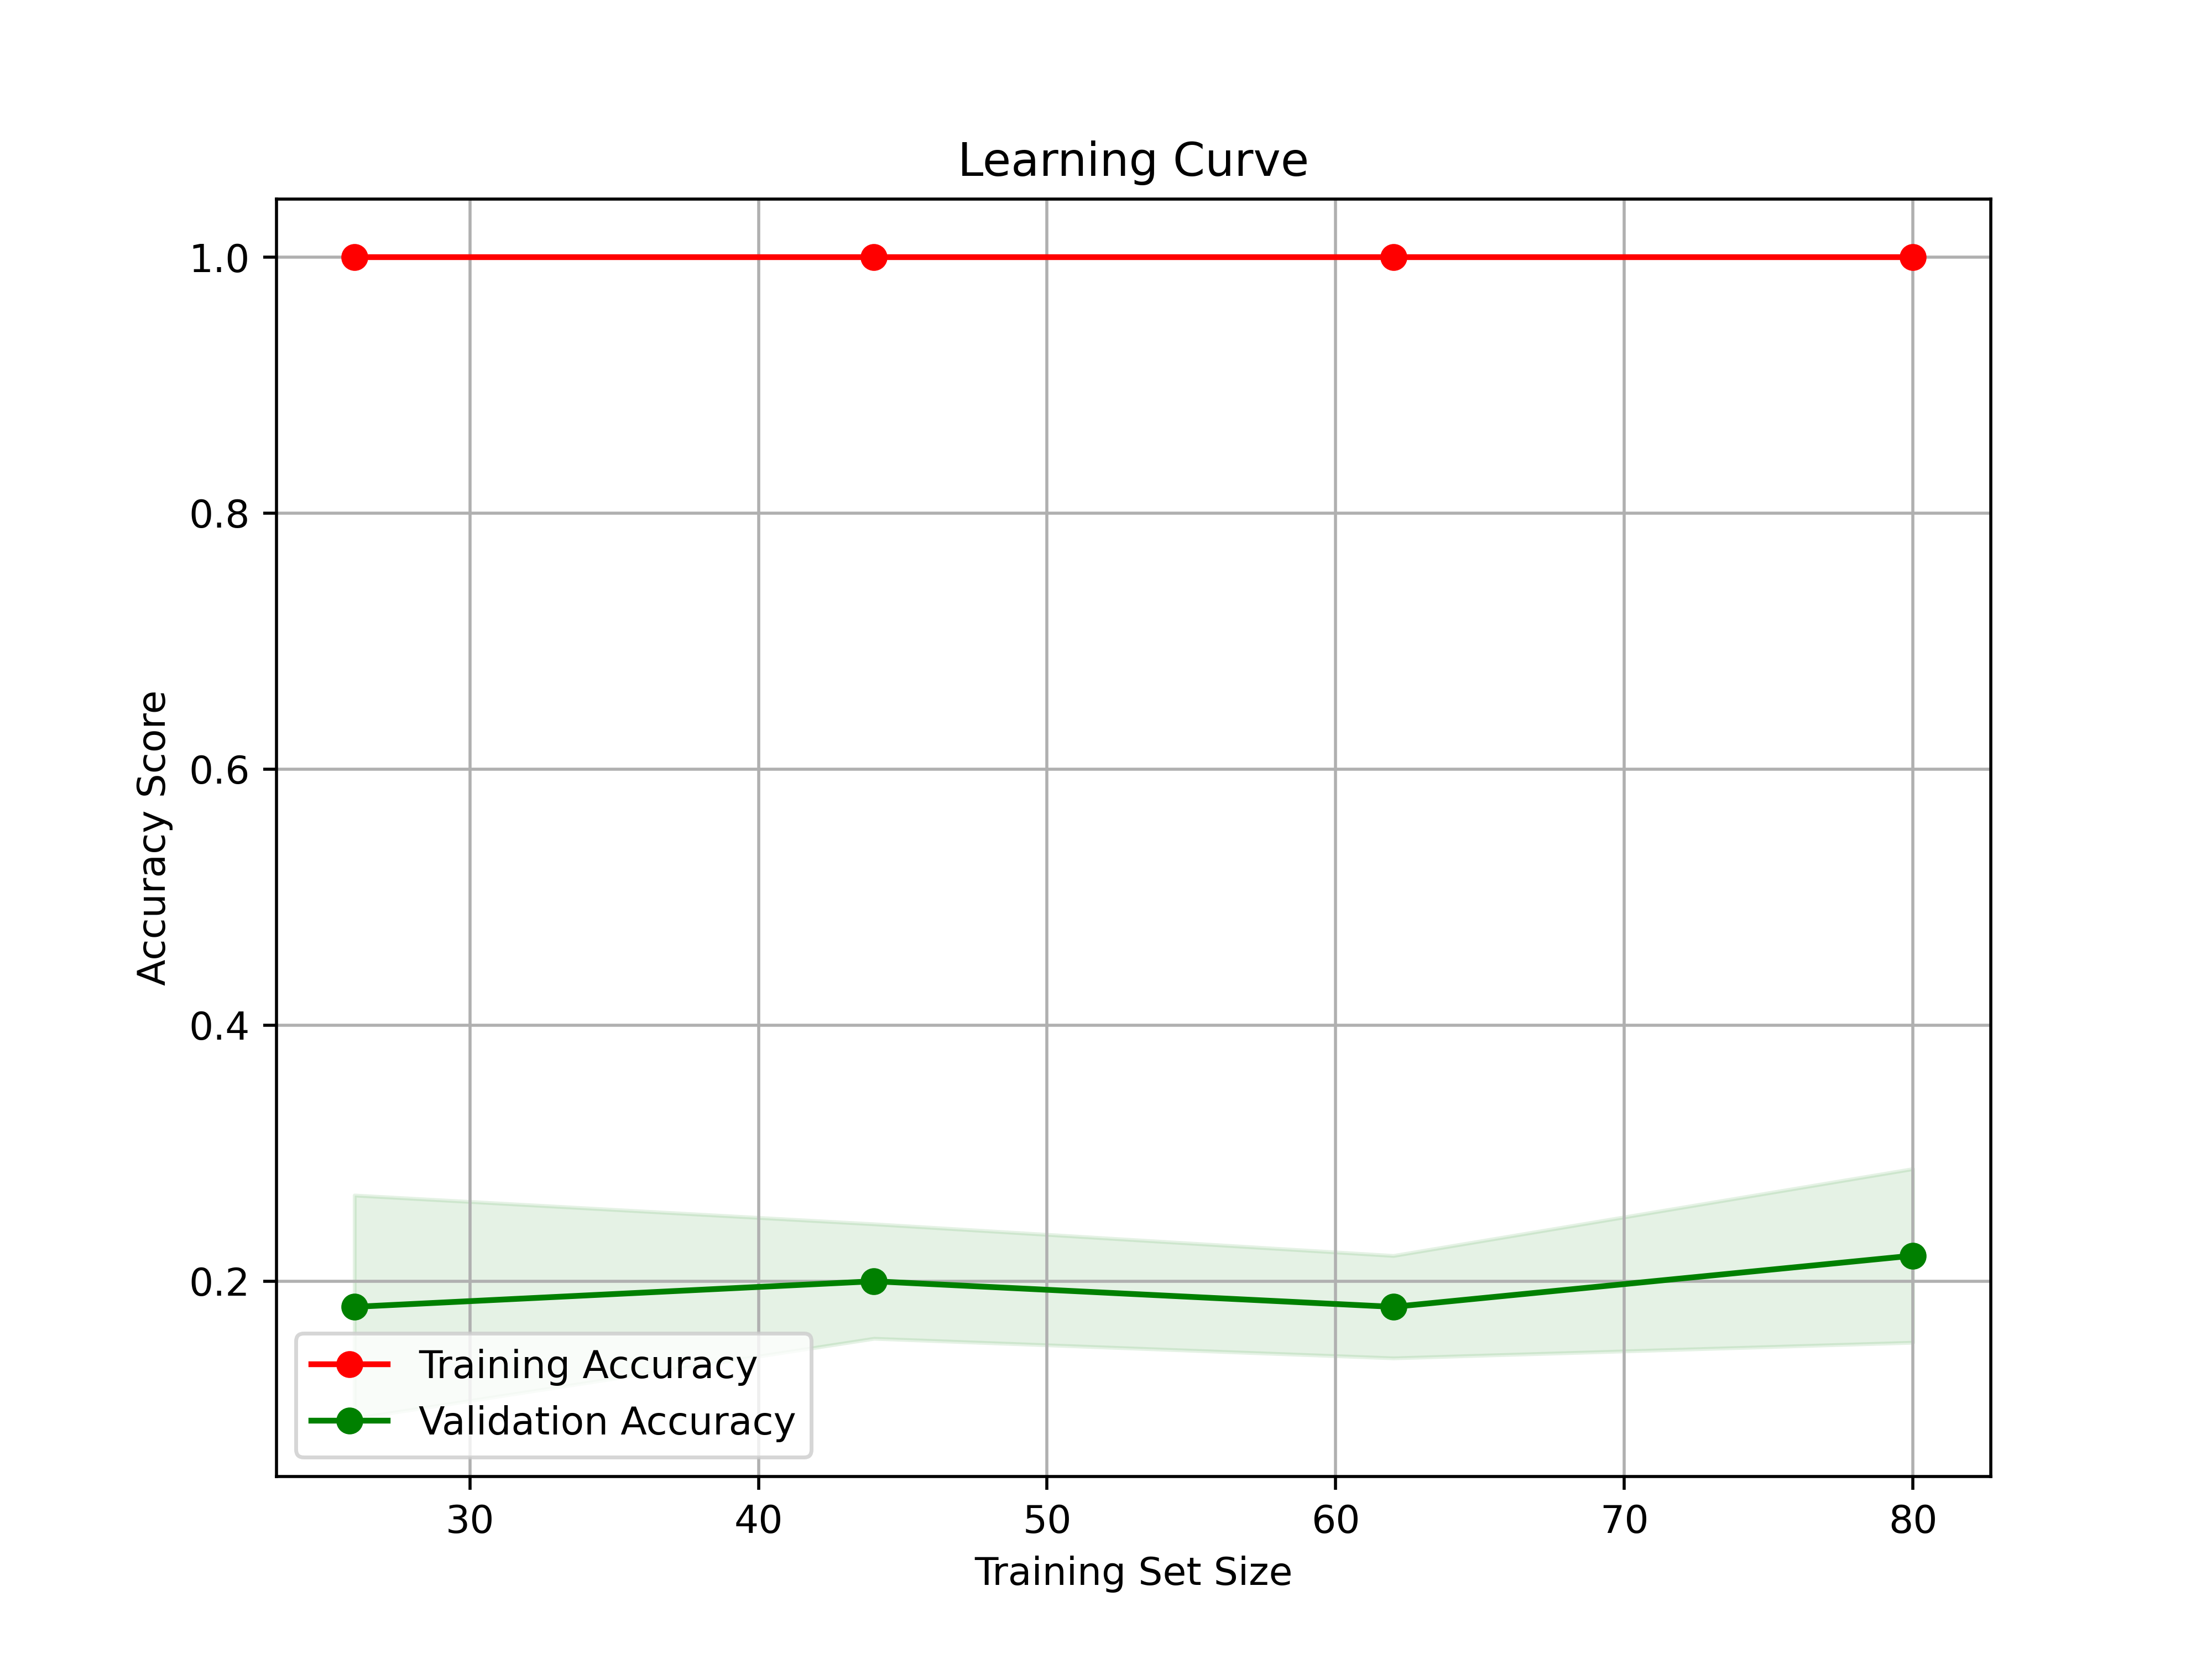 Learning Curve
1.0
0.8
0.6
0.4
0.2
Accuracy Score
Training Accuracy
Validation Accuracy
30 40 50 60 70 80
Training Set Size